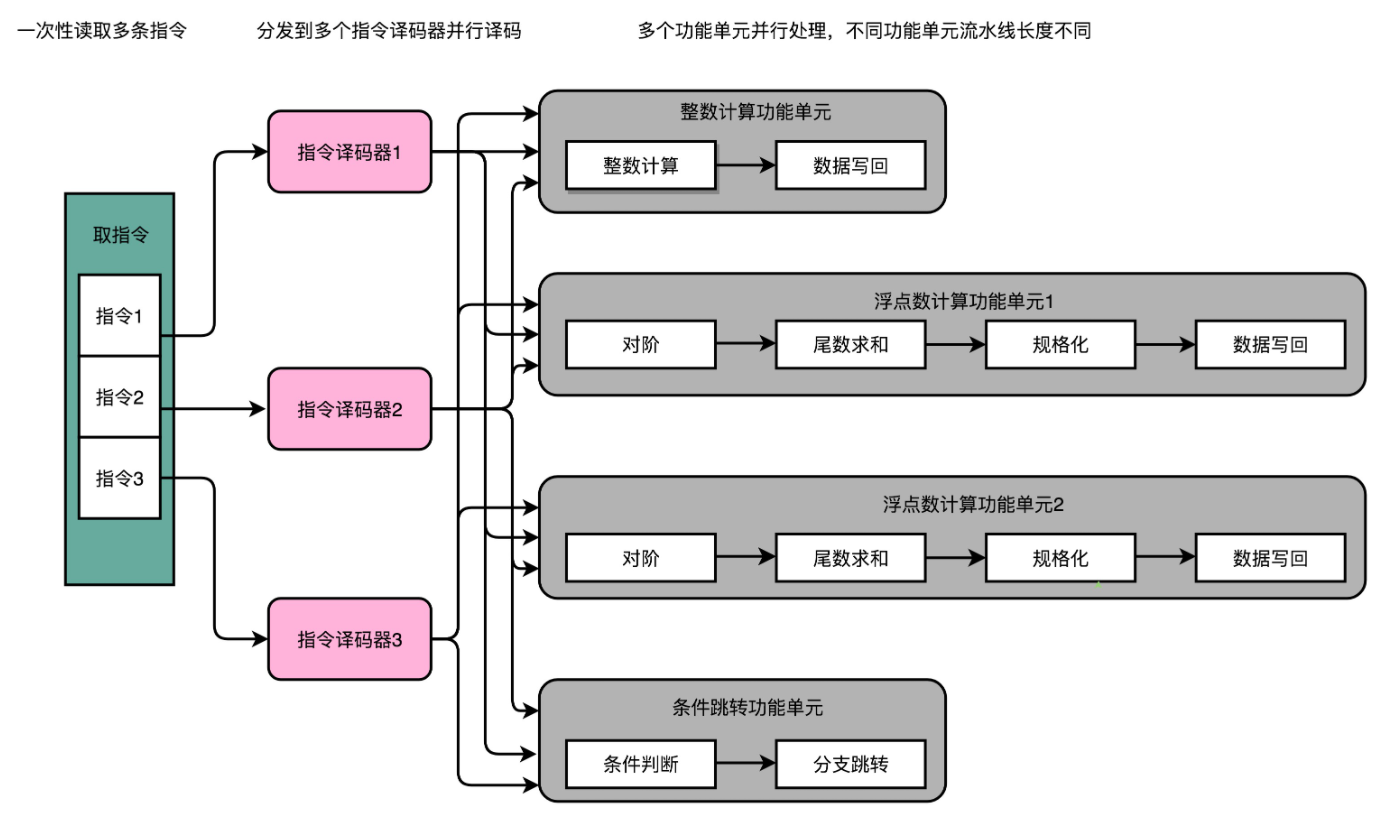 一次性读取多条指令
分发到多个指令译码器并行译码
多个功能单元并行处理，不同功能单元流水线长度不同
取指令
指令1
指令2
指令3
指令译码器1
指令译码器2
指令译码器3
整数计算功能单元
整数计算
数据写回
浮点数计算功能单元1
对阶
尾数求和
规格化
数据写回
浮点数计算功能单元2
对阶
尾数求和
规格化
数据写回
条件跳转功能单元
条件判断
分支跳转